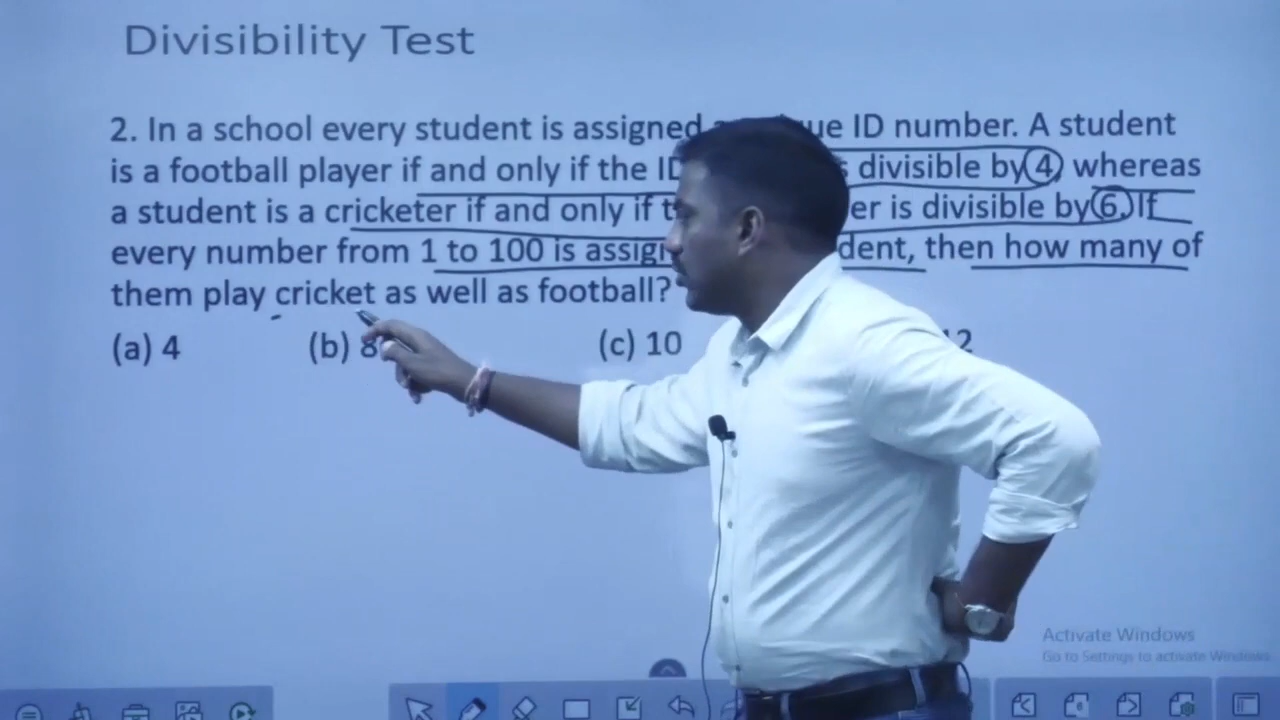 Divisibility Test
2. In a school every student is assigned ue ID number. A student
is a football player if and only if the ID divisible by 4, whereas
a student is a cricketer if and only if er is divisible by 6. If
every number from 1 to 100 is assign dent, then how many of
them play cricket as well as football?
(a) 4 (b) 8 (c) 10 12
Activate Windows
Go to Settings to activate Windows